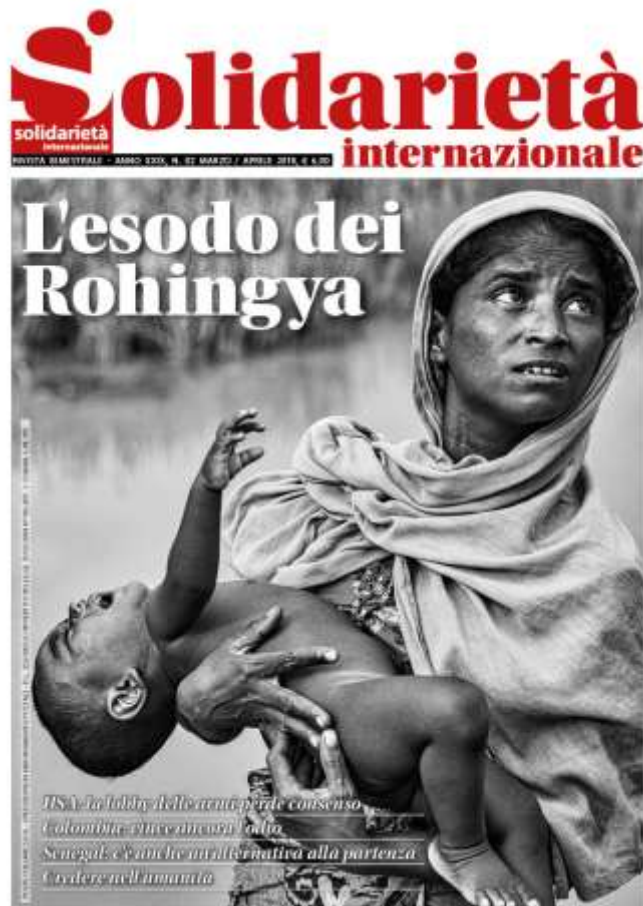 Solidarietà
internazionale
solidarietà
internazionale
RIVISTA BIMESTRALE - ANNO XXIX, N. 02 MARZO / APRILE 2018, € 6,00
L'esodo dei
Rohingya
USA: la lobby delle armi perde consenso
Colombia: vince ancora l'odio
Senegal: c'è anche un'alternativa alla partenza
Credere nell'umanità